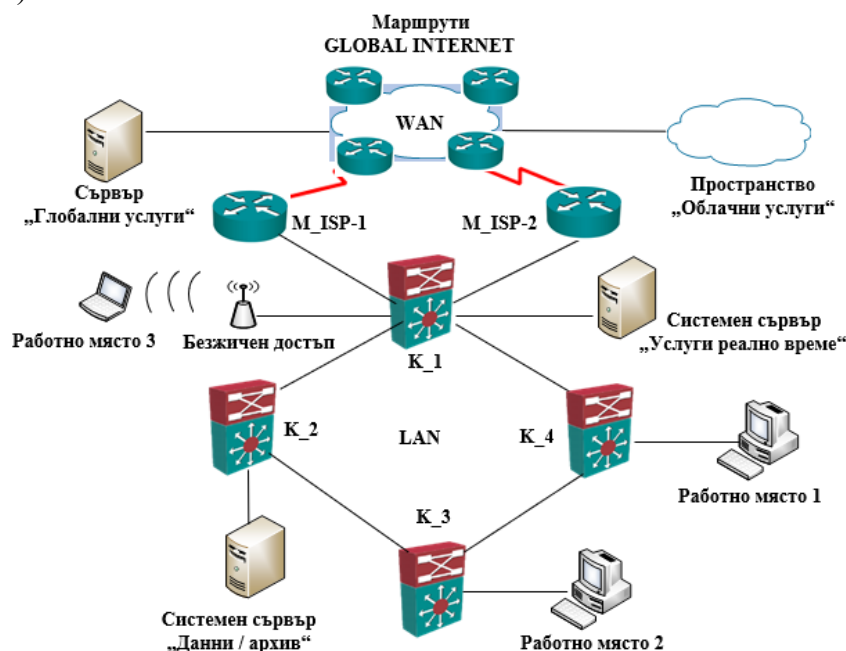 Маршрути
GLOBAL INTERNET
WAN
Сървър
„Глобални услуги“
M_ISP-1
M_ISP-2
Пространство
„Облачни услуги“
Работно място 3
Безжичен достъп
K_1
Системен сървър
„Услуги реално време“
K_2
LAN
K_4
Работно място 1
K_3
Системен сървър
„Данни / архив“
Работно място 2